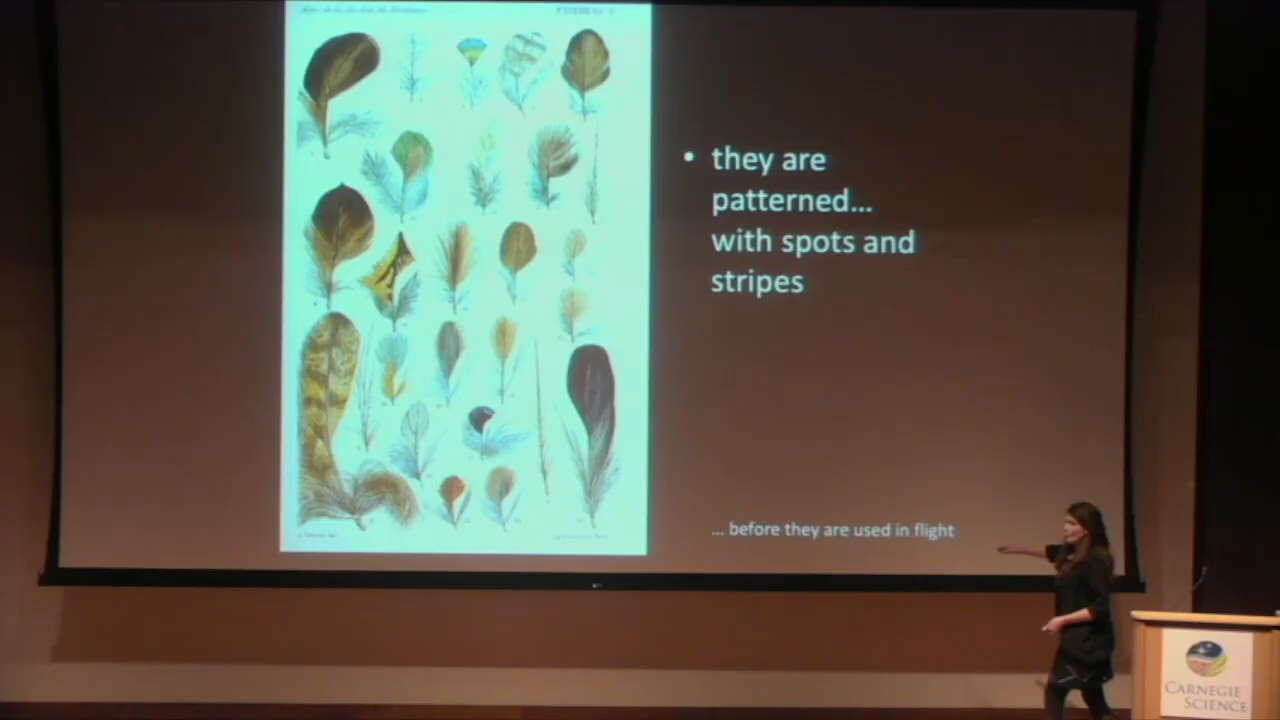 • they are
patterned...
with spots and
stripes
... before they are used in flight
CARNEGIE
SCIENCE